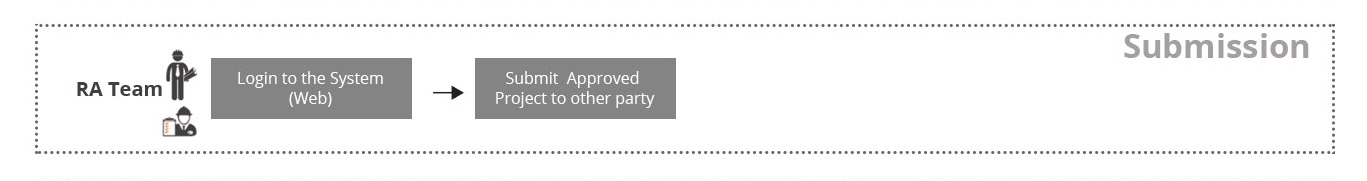 Submission
RA Team
Login to the System
(Web)
Submit Approved
Project to other party